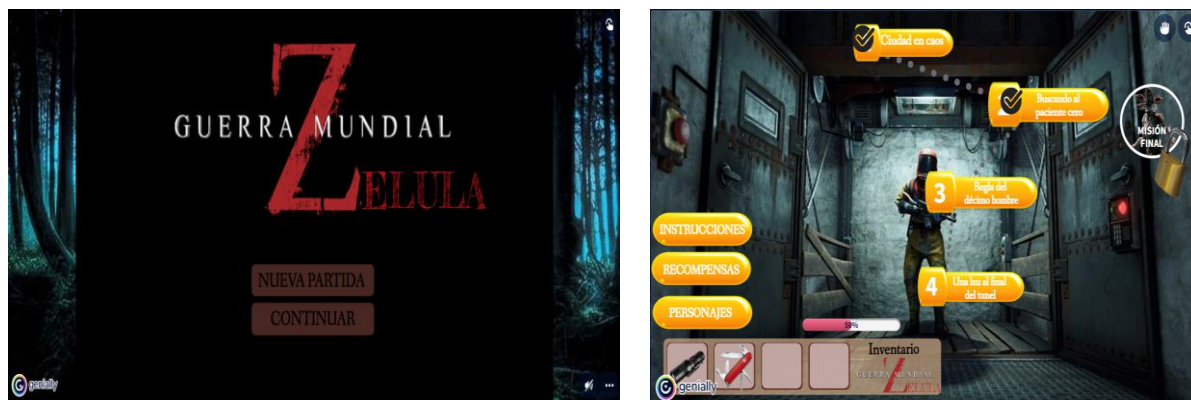 GUERRA MUNDIAL
Z
ELULA
NUEVA PARTIDA
CONTINUAR
genially
Ciudad en caos
Buscando al
paciente cero
MISIÓN
FINAL
3
Regla del
décimo hombre
INSTRUCCIONES
RECOMPENSAS
4
Una luz al final
del tunel
PERSONAJES
50%
Inventario
GUERRA MUNDIAL
Z
ELULA
genially